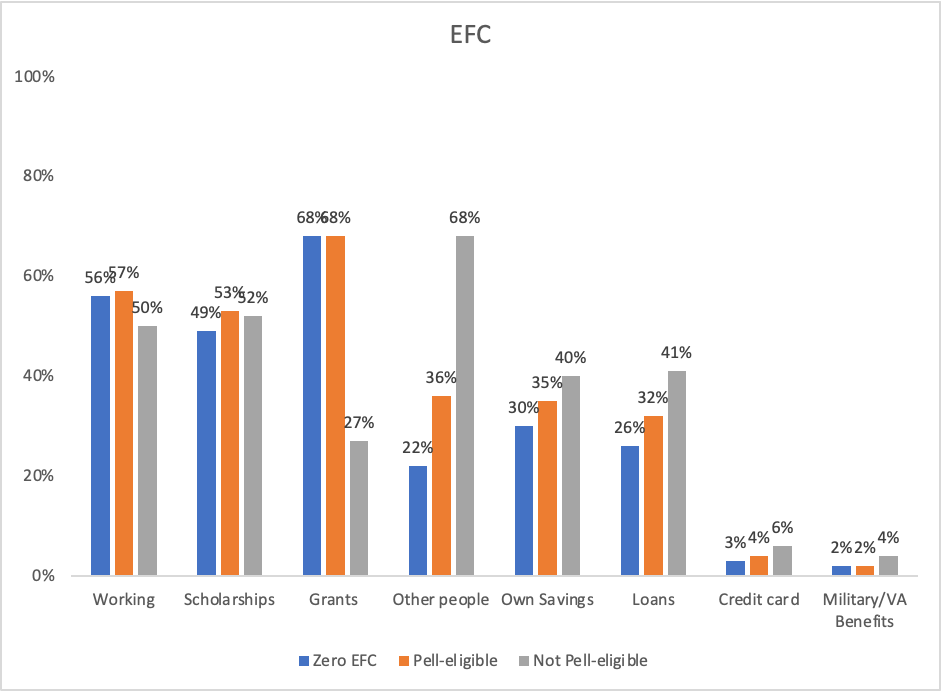 EFC
100%
80%
60%
40%
20%
0%
56% 57% 50%
49% 53% 52%
68% 68% 27%
22% 36% 68%
30% 35% 40%
26% 32% 41%
3% 4% 6%
2% 2% 4%
Working Scholarships Grants Other people Own Savings Loans Credit card Military/VA
Benefits
Zero EFC Pell-eligible Not Pell-eligible